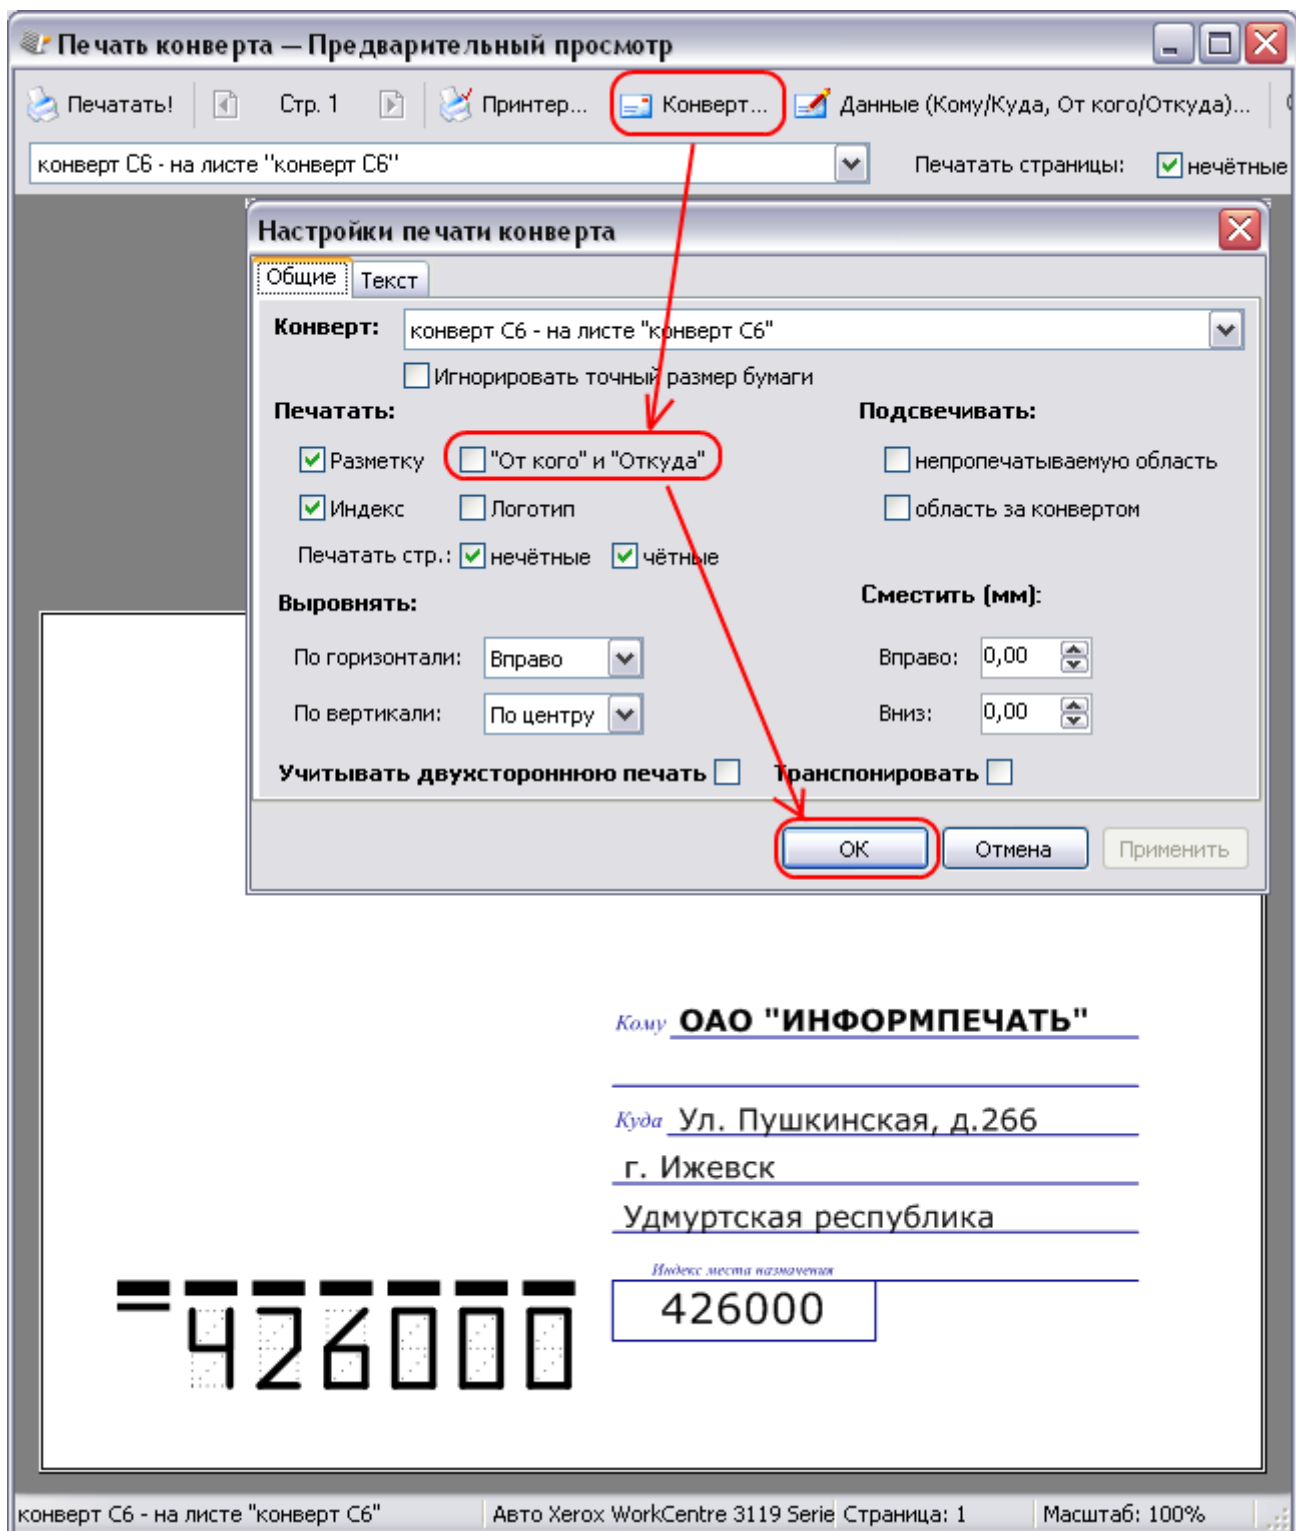 Печать конверта — Предварительный просмотр
Печатать! Стр. 1 Принтер... Конверт... Данные (Кому/Куда, От кого/Откуда)...
конверт С6 - на листе "конверт С6" Печатать страницы: нечётные
Настройки печати конверта
Общие Текст
Конверт: конверт С6 - на листе "конверт С6"
Игнорировать точный размер бумаги
Печатать: Подсвечивать:
Разметку "От кого" и "Откуда" непропечатываемую область
Индекс Логотип область за конвертом
Печатать стр.: нечётные чётные
Выровнять: Сместить (мм):
По горизонтали: Вправо Вправо: 0,00
По вертикали: По центру Вниз: 0,00
Учитывать двухстороннюю печать Транспонировать
ОК Отмена Применить
Кому ОАО "ИНФОРМПЕЧАТЬ"
Куда Ул. Пушкинская, д.266
г. Ижевск
Удмуртская республика
Индекс места назначения
426000
426000
конверт С6 - на листе "конверт С6" Авто Xerox WorkCentre 3119 Serie Страница: 1 Масштаб: 100%